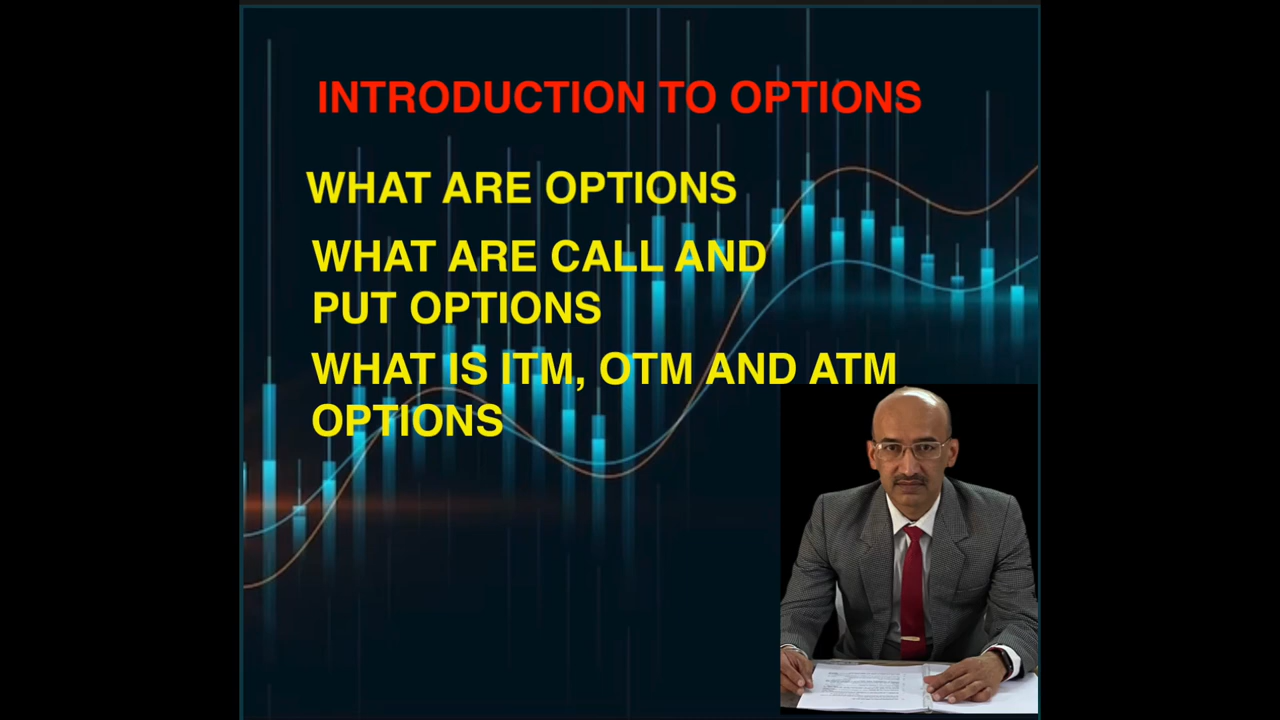 INTRODUCTION TO OPTIONS
WHAT ARE OPTIONS
WHAT ARE CALL AND
PUT OPTIONS
WHAT IS ITM, OTM AND ATM
OPTIONS